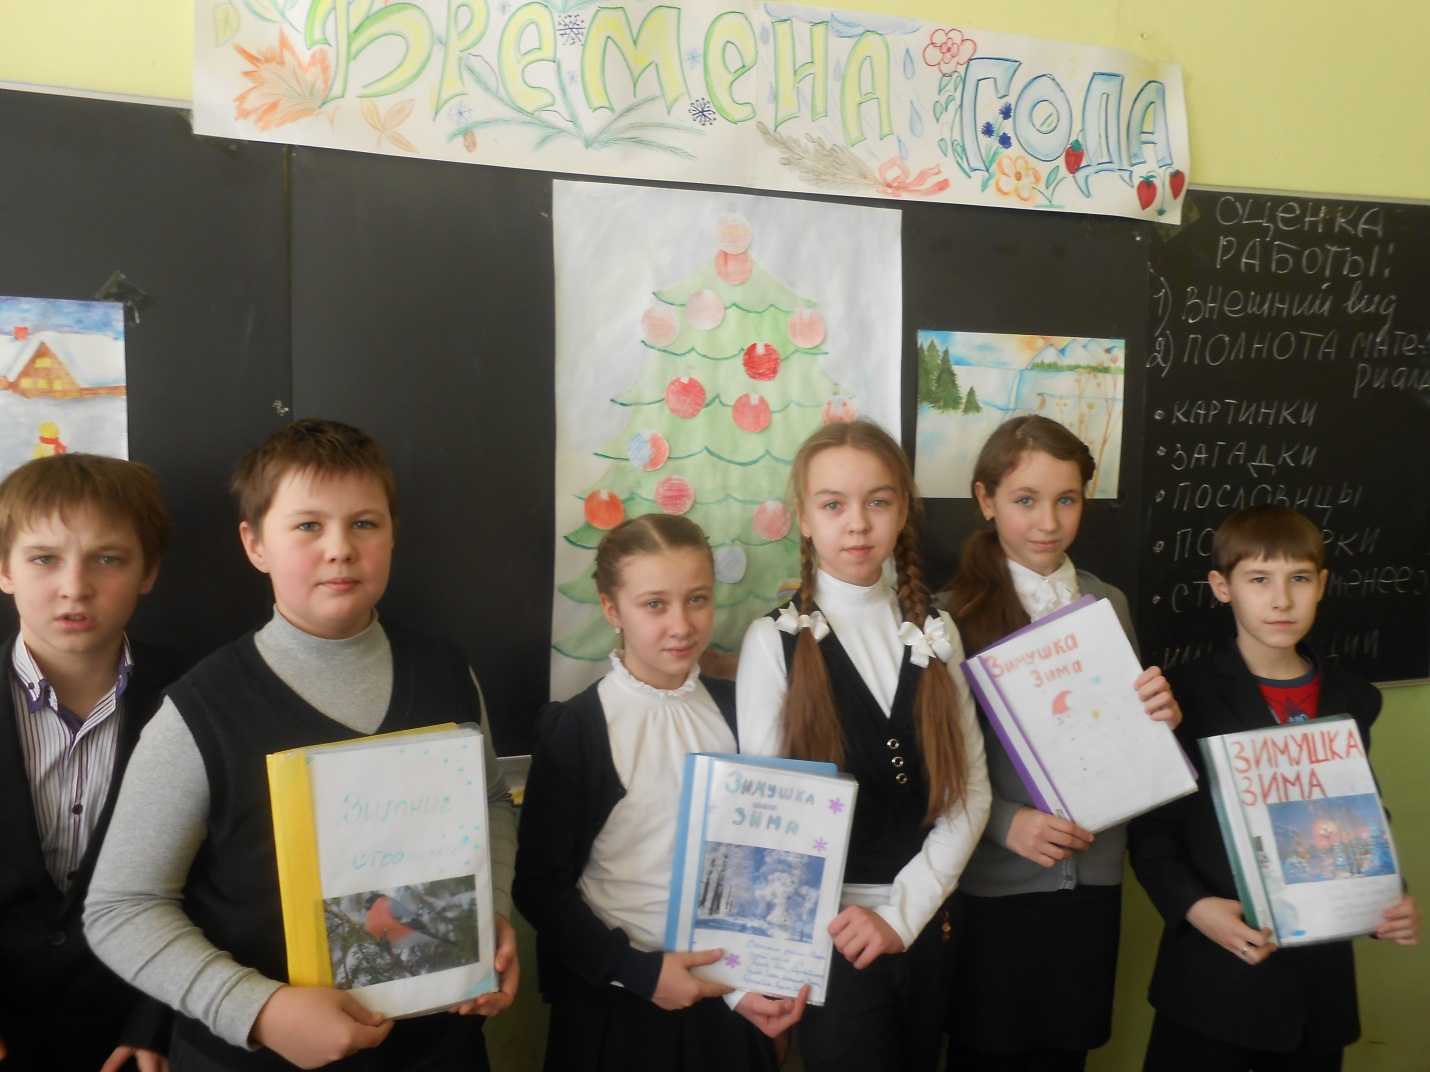 Времена года
ОЦЕНКА
РАБОТЫ:
1) Внешний вид
2) ПОЛНОТА мате-
риала
• КАРТИНКИ
• ЗАГАДКИ
• ПОСЛОВИЦЫ
Зимние
странички
Зимушка
зима
Зимушка
Зима
ЗИМУШКА
ЗИМА